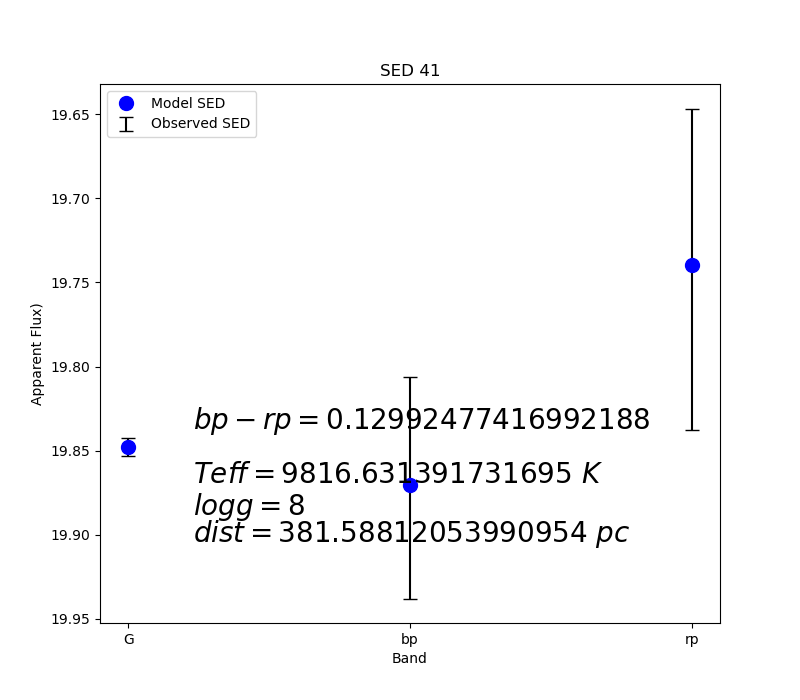 SED 41
Model SED
Observed SED
19.65
19.70
19.75
19.80
19.85
19.90
19.95
Apparent Flux)
bp − rp = 0.12992477416992188
Teff = 9816.631391731695 K
logg = 8
dist = 381.58812053990954 pc
G bp rp
Band